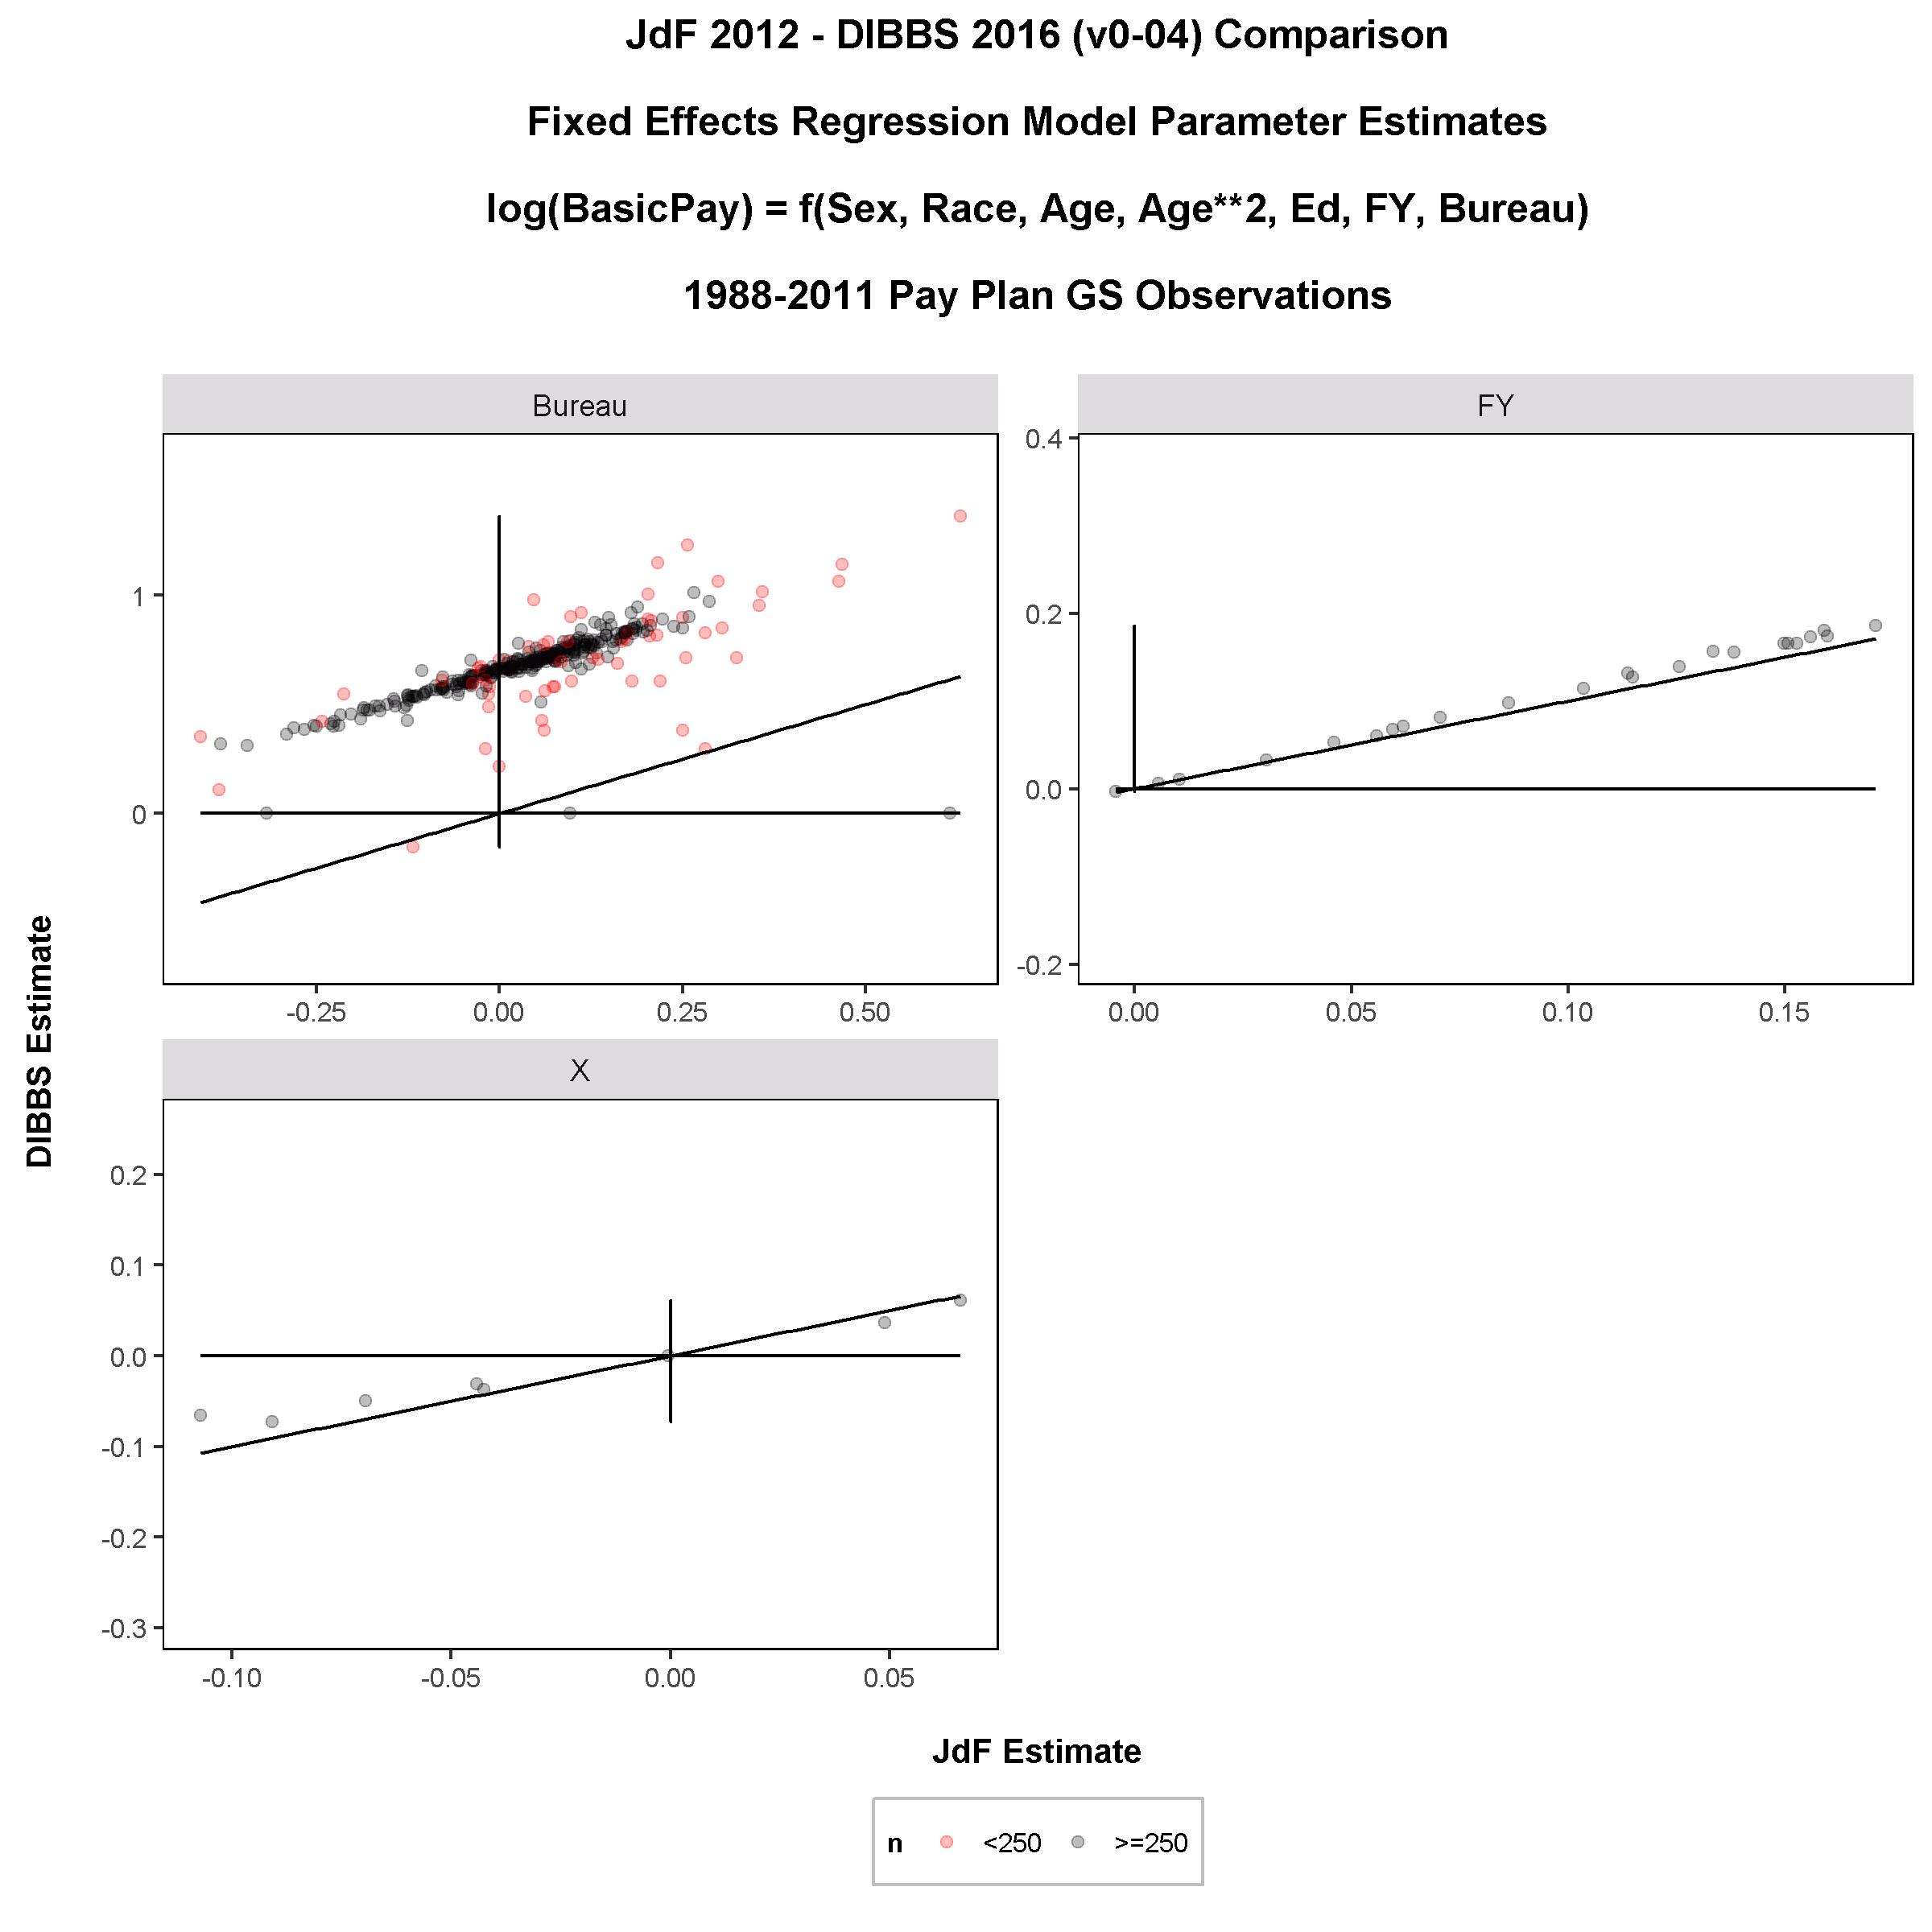 JdF 2012 - DIBBS 2016 (v0-04) Comparison
Fixed Effects Regression Model Parameter Estimates
log(BasicPay) = f(Sex, Race, Age, Age**2, Ed, FY, Bureau)
1988-2011 Pay Plan GS Observations
Bureau
1
0
-0.25 0.00 0.25 0.50
FY
0.4
0.2
0.0
-0.2
0.00 0.05 0.10 0.15
X
0.2
0.1
0.0
-0.1
-0.2
-0.3
-0.10 -0.05 0.00 0.05
DIBBS Estimate
JdF Estimate
n <250 >=250